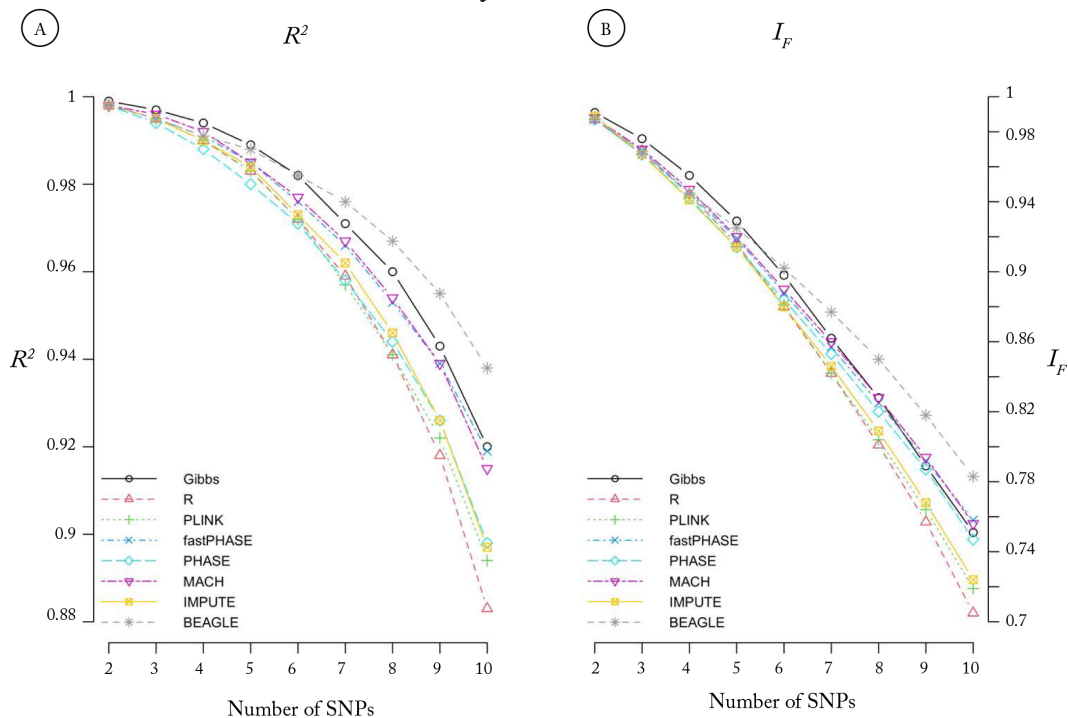 A
R²
B
I_F
1
0.98
0.96
0.94
0.92
0.9
0.88
R²
Gibbs
R
PLINK
fastPHASE
PHASE
MACH
IMPUTE
BEAGLE
2 3 4 5 6 7 8 9 10
Number of SNPs
1
0.98
0.94
0.9
0.86
0.82
0.78
0.74
0.7
I_F
Gibbs
R
PLINK
fastPHASE
PHASE
MACH
IMPUTE
BEAGLE
2 3 4 5 6 7 8 9 10
Number of SNPs